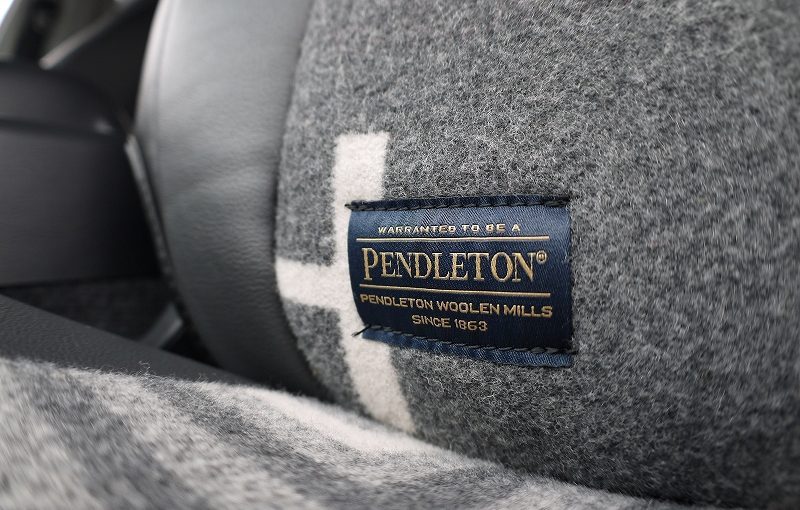 WARRANTED TO BE A
PENDLETON®
PENDLETON WOOLEN MILLS
SINCE 1863